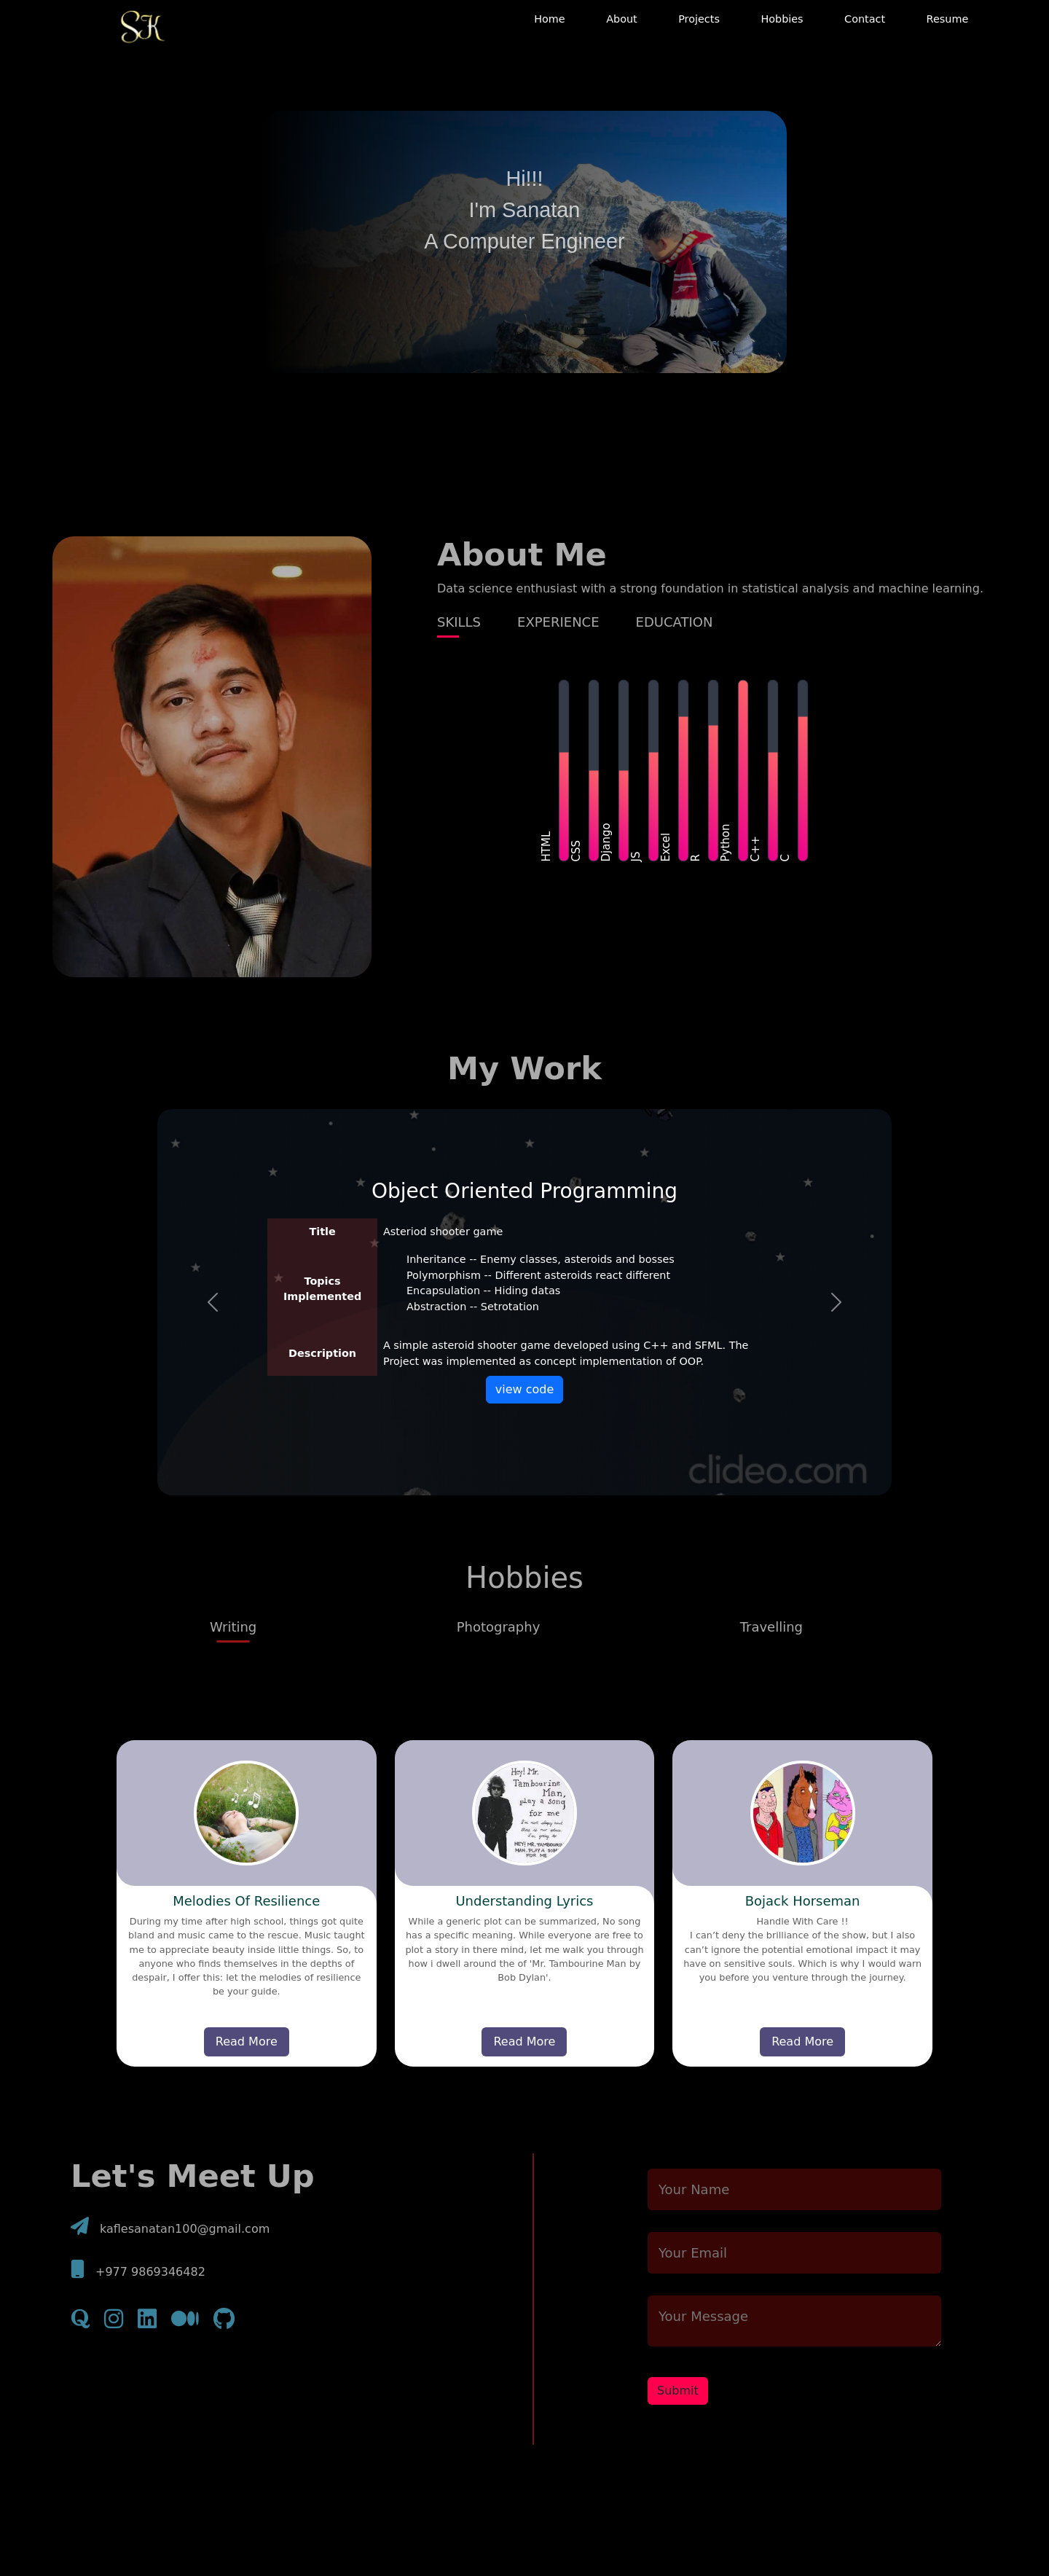 SK
Home About Projects Hobbies Contact Resume
Hi!!!
I'm Sanatan
A Computer Engineer
About Me
Data science enthusiast with a strong foundation in statistical analysis and machine learning.
SKILLS EXPERIENCE EDUCATION
HTML
CSS
Django
JS
Excel
R
Python
C++
C
My Work
Object Oriented Programming
Title Asteriod shooter game
Topics Implemented
Inheritance -- Enemy classes, asteroids and bosses
Polymorphism -- Different asteroids react different
Encapsulation -- Hiding datas
Abstraction -- Setrotation
Description
A simple asteroid shooter game developed using C++ and SFML. The
Project was implemented as concept implementation of OOP.
view code
clideo.com
Hobbies
Writing Photography Travelling
Hey! Mr.
Tambourine
Man,
play a song
for me
Melodies Of Resilience
During my time after high school, things got quite
bland and music came to the rescue. Music taught
me to appreciate beauty inside little things. So, to
anyone who finds themselves in the depths of
despair, I offer this: let the melodies of resilience
be your guide.
Read More
Understanding Lyrics
While a generic plot can be summarized, No song
has a specific meaning. While everyone are free to
plot a story in there mind, let me walk you through
how i dwell around the of 'Mr. Tambourine Man by
Bob Dylan'.
Read More
Bojack Horseman
Handle With Care !!
I can’t deny the brilliance of the show, but I also
can’t ignore the potential emotional impact it may
have on sensitive souls. Which is why I would warn
you before you venture through the journey.
Read More
Let's Meet Up
kaflesanatan100@gmail.com
+977 9869346482
Your Name
Your Email
Your Message
Submit